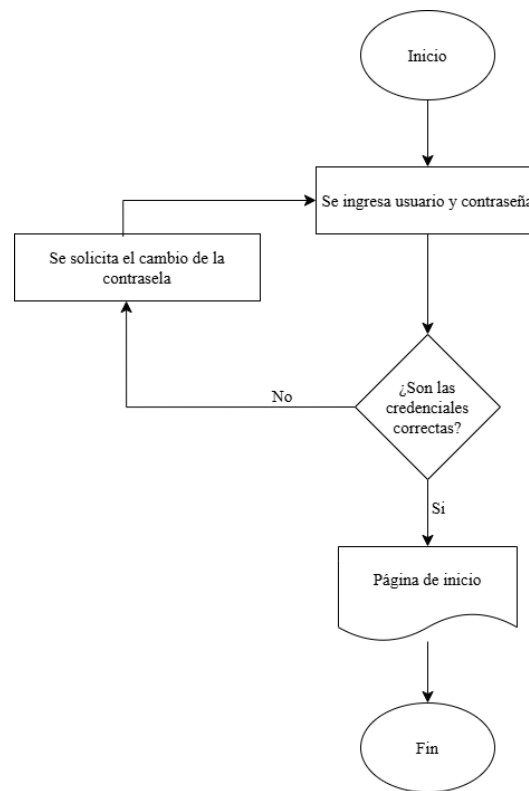 Inicio
Se ingresa usuario y contraseña
Se solicita el cambio de la
contrasela
¿Son las
credenciales
correctas?
No
Si
Página de inicio
Fin